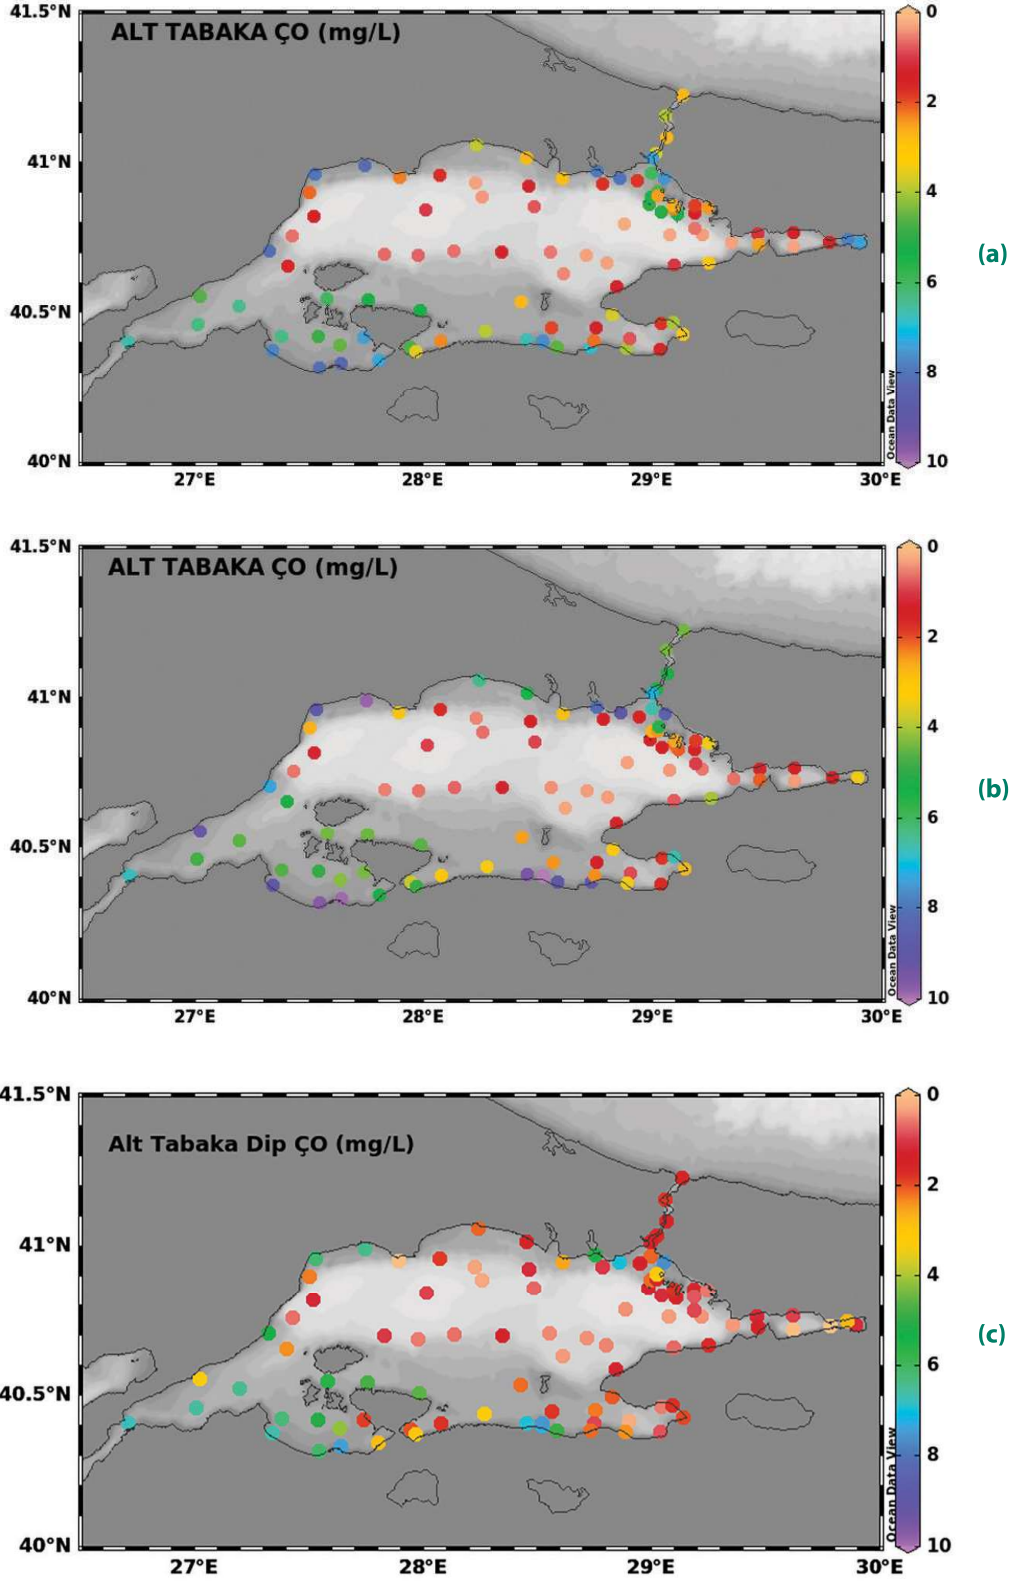 ALT TABAKA ÇO (mg/L)
41.5°N
41°N
40.5°N
40°N
27°E 28°E 29°E 30°E
0
2
4
6
8
10
Ocean Data View
(a)
ALT TABAKA ÇO (mg/L)
41.5°N
41°N
40.5°N
40°N
27°E 28°E 29°E 30°E
0
2
4
6
8
10
Ocean Data View
(b)
Alt Tabaka Dip ÇO (mg/L)
41.5°N
41°N
40.5°N
40°N
27°E 28°E 29°E 30°E
0
2
4
6
8
10
Ocean Data View
(c)